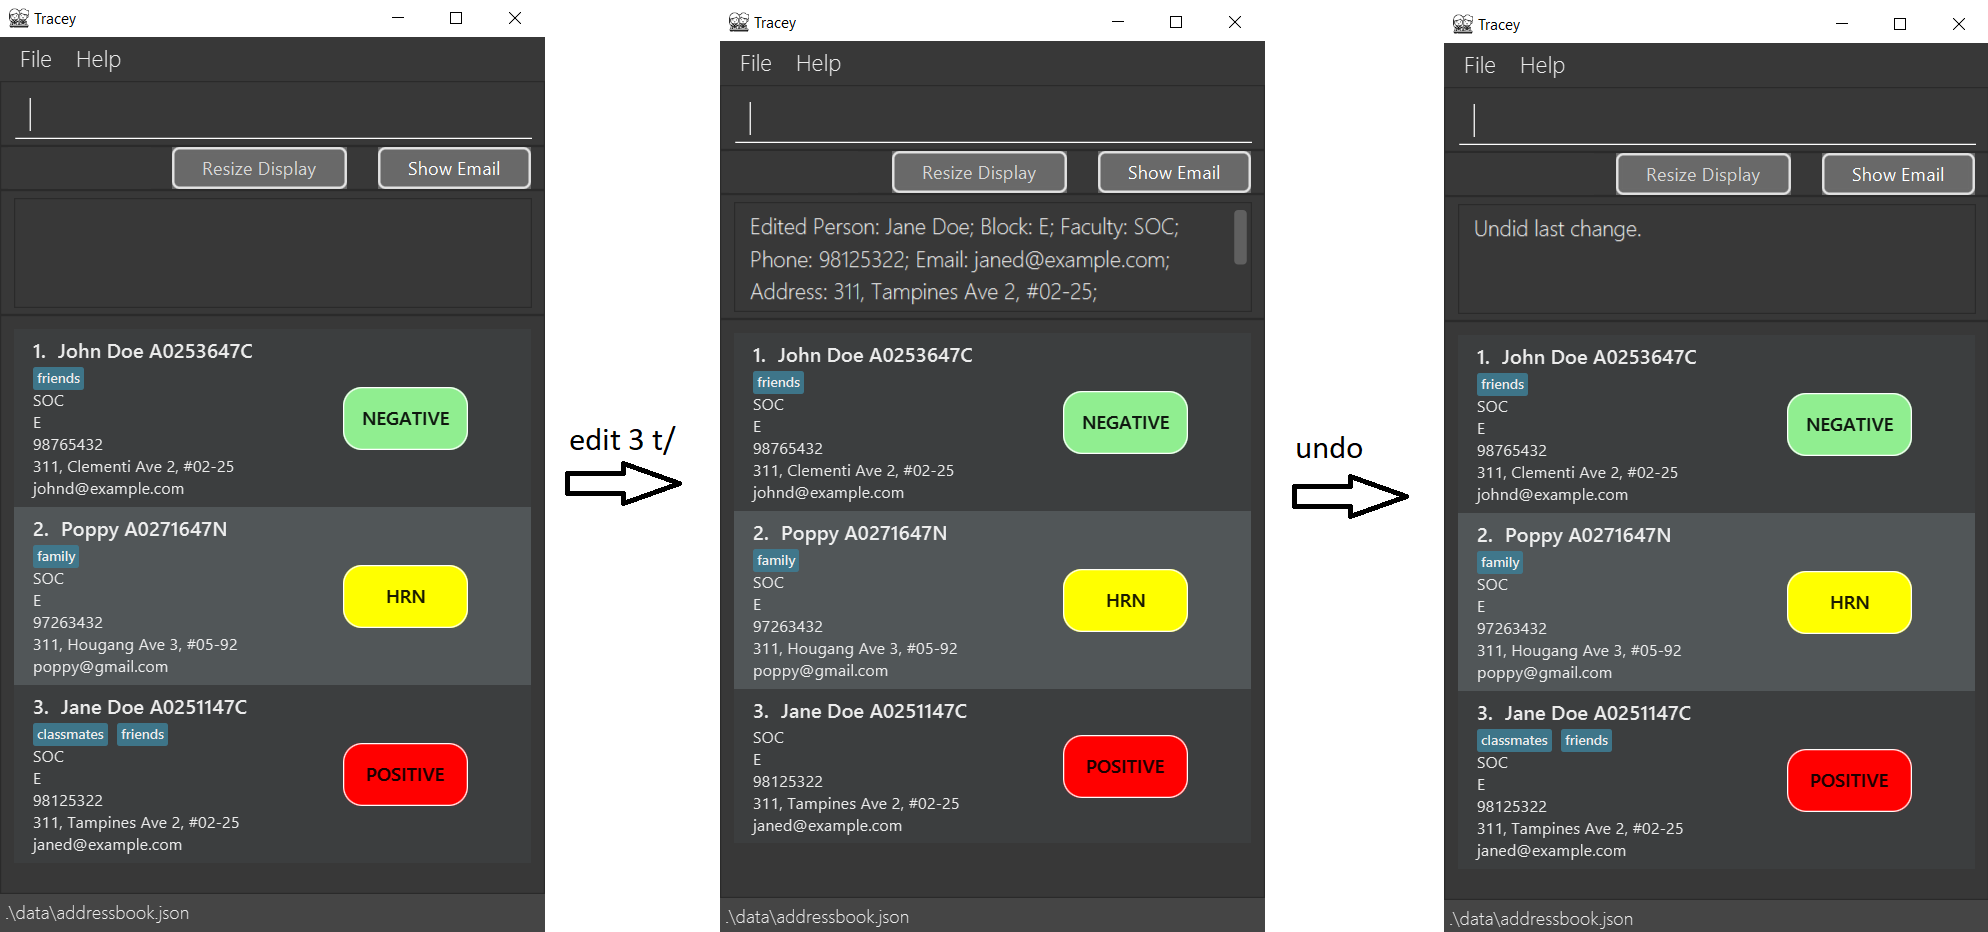 Tracey
File Help
Resize Display Show Email
1. John Doe A0253647C
friends
SOC
E
98765432
311, Clementi Ave 2, #02-25
johnd@example.com
NEGATIVE
2. Poppy A0271647N
family
SOC
E
97263432
311, Hougang Ave 3, #05-92
poppy@gmail.com
HRN
3. Jane Doe A0251147C
classmates friends
SOC
E
98125322
311, Tampines Ave 2, #02-25
janed@example.com
POSITIVE
.\data\addressbook.json
edit 3 t/
Tracey
File Help
Resize Display Show Email
Edited Person: Jane Doe; Block: E; Faculty: SOC;
Phone: 98125322; Email: janed@example.com;
Address: 311, Tampines Ave 2, #02-25;
1. John Doe A0253647C
friends
SOC
E
98765432
311, Clementi Ave 2, #02-25
johnd@example.com
NEGATIVE
2. Poppy A0271647N
family
SOC
E
97263432
311, Hougang Ave 3, #05-92
poppy@gmail.com
HRN
3. Jane Doe A0251147C
SOC
E
98125322
311, Tampines Ave 2, #02-25
janed@example.com
POSITIVE
.\data\addressbook.json
undo
Tracey
File Help
Resize Display Show Email
Undid last change.
1. John Doe A0253647C
friends
SOC
E
98765432
311, Clementi Ave 2, #02-25
johnd@example.com
NEGATIVE
2. Poppy A0271647N
family
SOC
E
97263432
311, Hougang Ave 3, #05-92
poppy@gmail.com
HRN
3. Jane Doe A0251147C
classmates friends
SOC
E
98125322
311, Tampines Ave 2, #02-25
janed@example.com
POSITIVE
.\data\addressbook.json